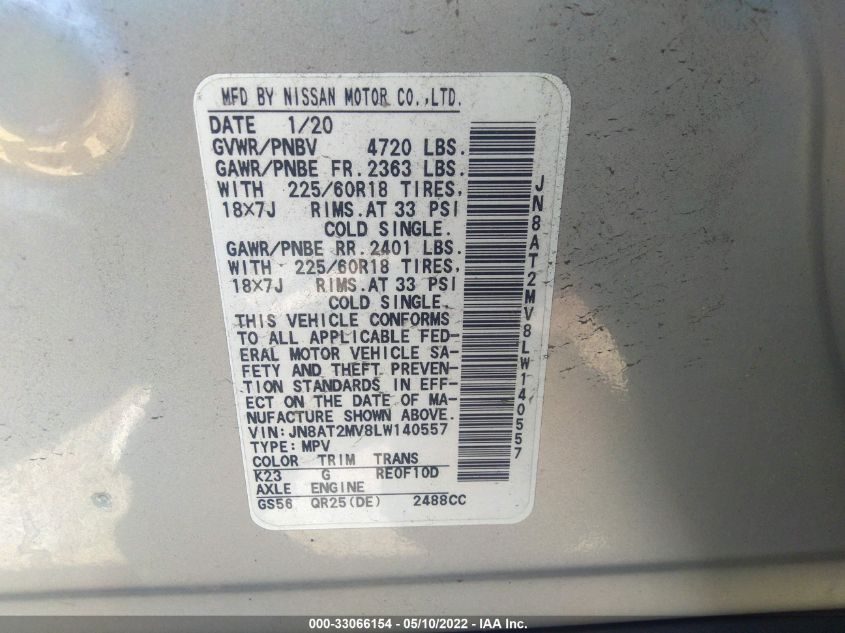 MFD BY NISSAN MOTOR CO.,LTD.
DATE 1/20
GVWR/PNBV 4720 LBS.
GAWR/PNBE FR. 2363 LBS.
WITH 225/60R18 TIRES,
18×7J RIMS.AT 33 PSI
COLD SINGLE.
GAWR/PNBE RR. 2401 LBS.
WITH 225/60R18 TIRES,
18×7J RIMS.AT 33 PSI
COLD SINGLE.
THIS VEHICLE CONFORMS
TO ALL APPLICABLE FED-
ERAL MOTOR VEHICLE SA-
FETY AND THEFT PREVEN-
TION STANDARDS IN EFF-
ECT ON THE DATE OF MA-
NUFACTURE SHOWN ABOVE.
VIN:JN8AT2MV8LW140557
TYPE:MPV
COLOR TRIM TRANS
K23 G RE0F10D
AXLE ENGINE
GS56 QR25(DE) 2488CC
JN8AT2MV8LW140557
000-33066154 - 05/10/2022 - IAA Inc.